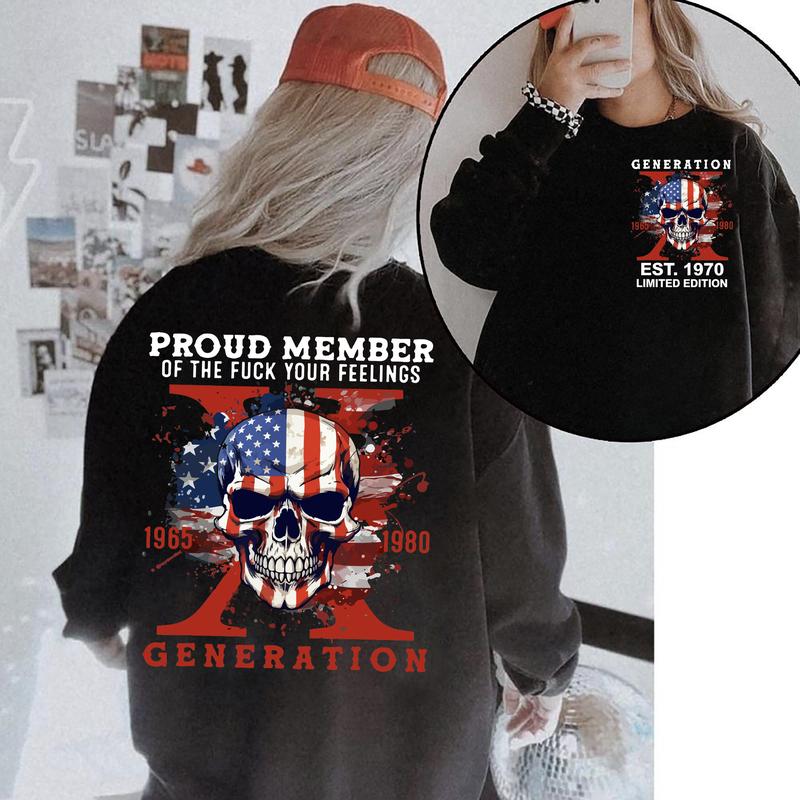 PROUD MEMBER
OF THE FUCK YOUR FEELINGS
X
1965
1980
GENERATION
GENERATION
X
1965
1980
EST. 1970
LIMITED EDITION